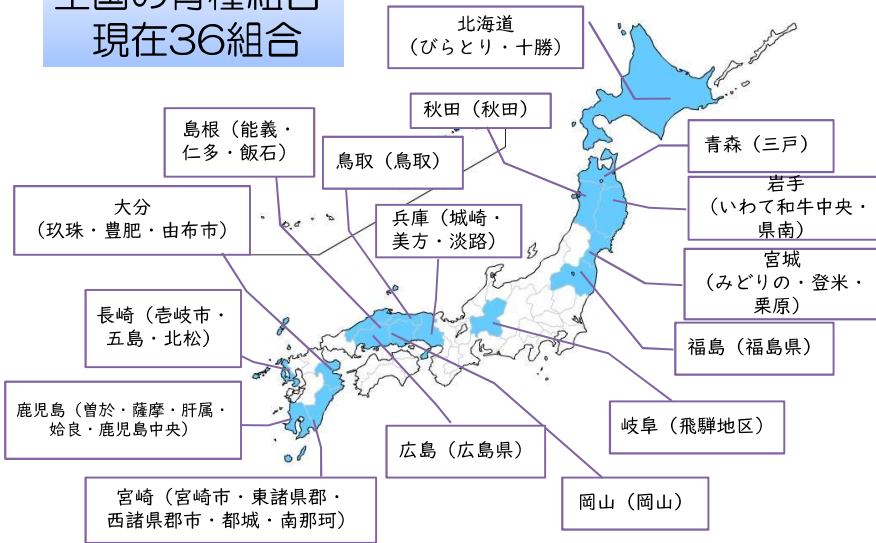 全国の育種組合
現在36組合
北海道
（びらとり・十勝）
秋田（秋田）
青森（三戸）
島根（能義・
仁多・飯石）
鳥取（鳥取）
岩手
（いわて和牛中央・
県南）
大分
（玖珠・豊肥・由布市）
兵庫（城崎・
美方・淡路）
宮城
（みどりの・登米・
栗原）
長崎（壱岐市・
五島・北松）
福島（福島県）
鹿児島（曽於・薩摩・肝属・
姶良・鹿児島中央）
岐阜（飛騨地区）
広島（広島県）
宮崎（宮崎市・東諸県郡・
西諸県郡市・都城・南那珂）
岡山（岡山）